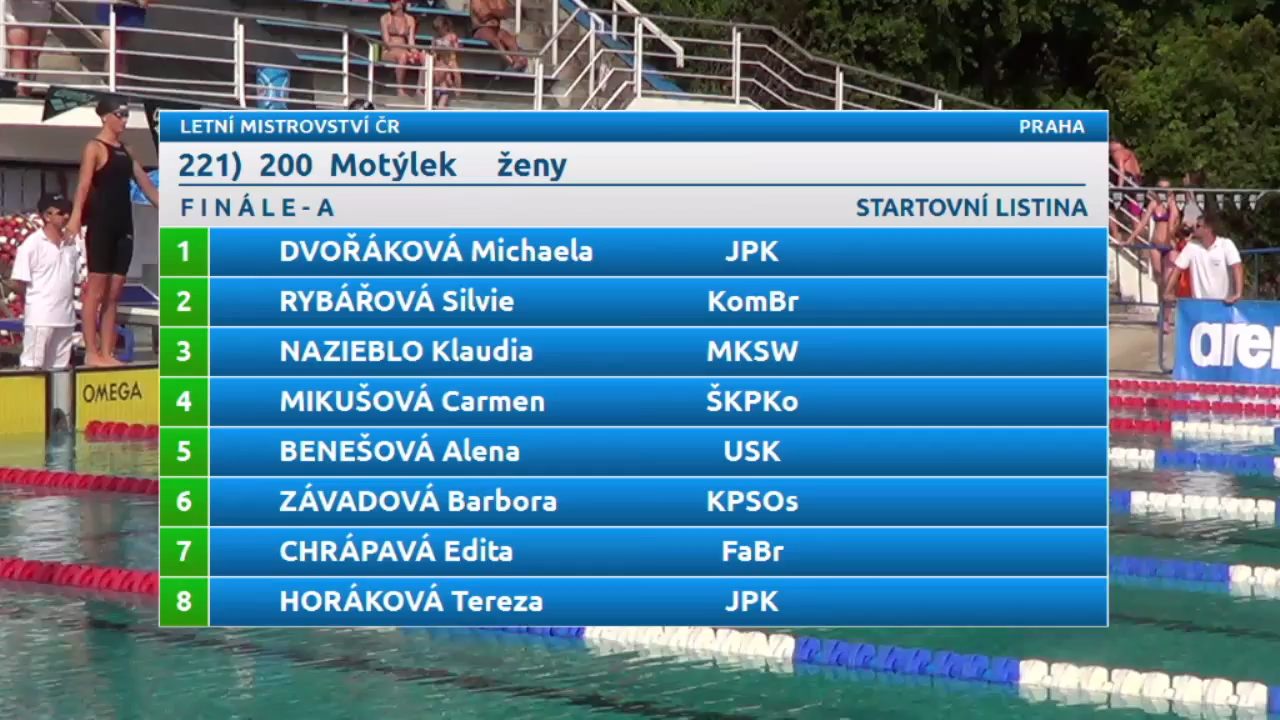 LETNÍ MISTROVSTVÍ ČR PRAHA
221) 200 Motýlek ženy
FINÁLE-A STARTOVNÍ LISTINA
1 DVOŘÁKOVÁ Michaela JPK
2 RYBÁŘOVÁ Silvie KomBr
3 NAZIEBLO Klaudia MKSW
4 MIKUŠOVÁ Carmen ŠKPKo
5 BENEŠOVÁ Alena USK
6 ZÁVADOVÁ Barbora KPSOs
7 CHRÁPAVÁ Edita FaBr
8 HORÁKOVÁ Tereza JPK
OMEGA
are